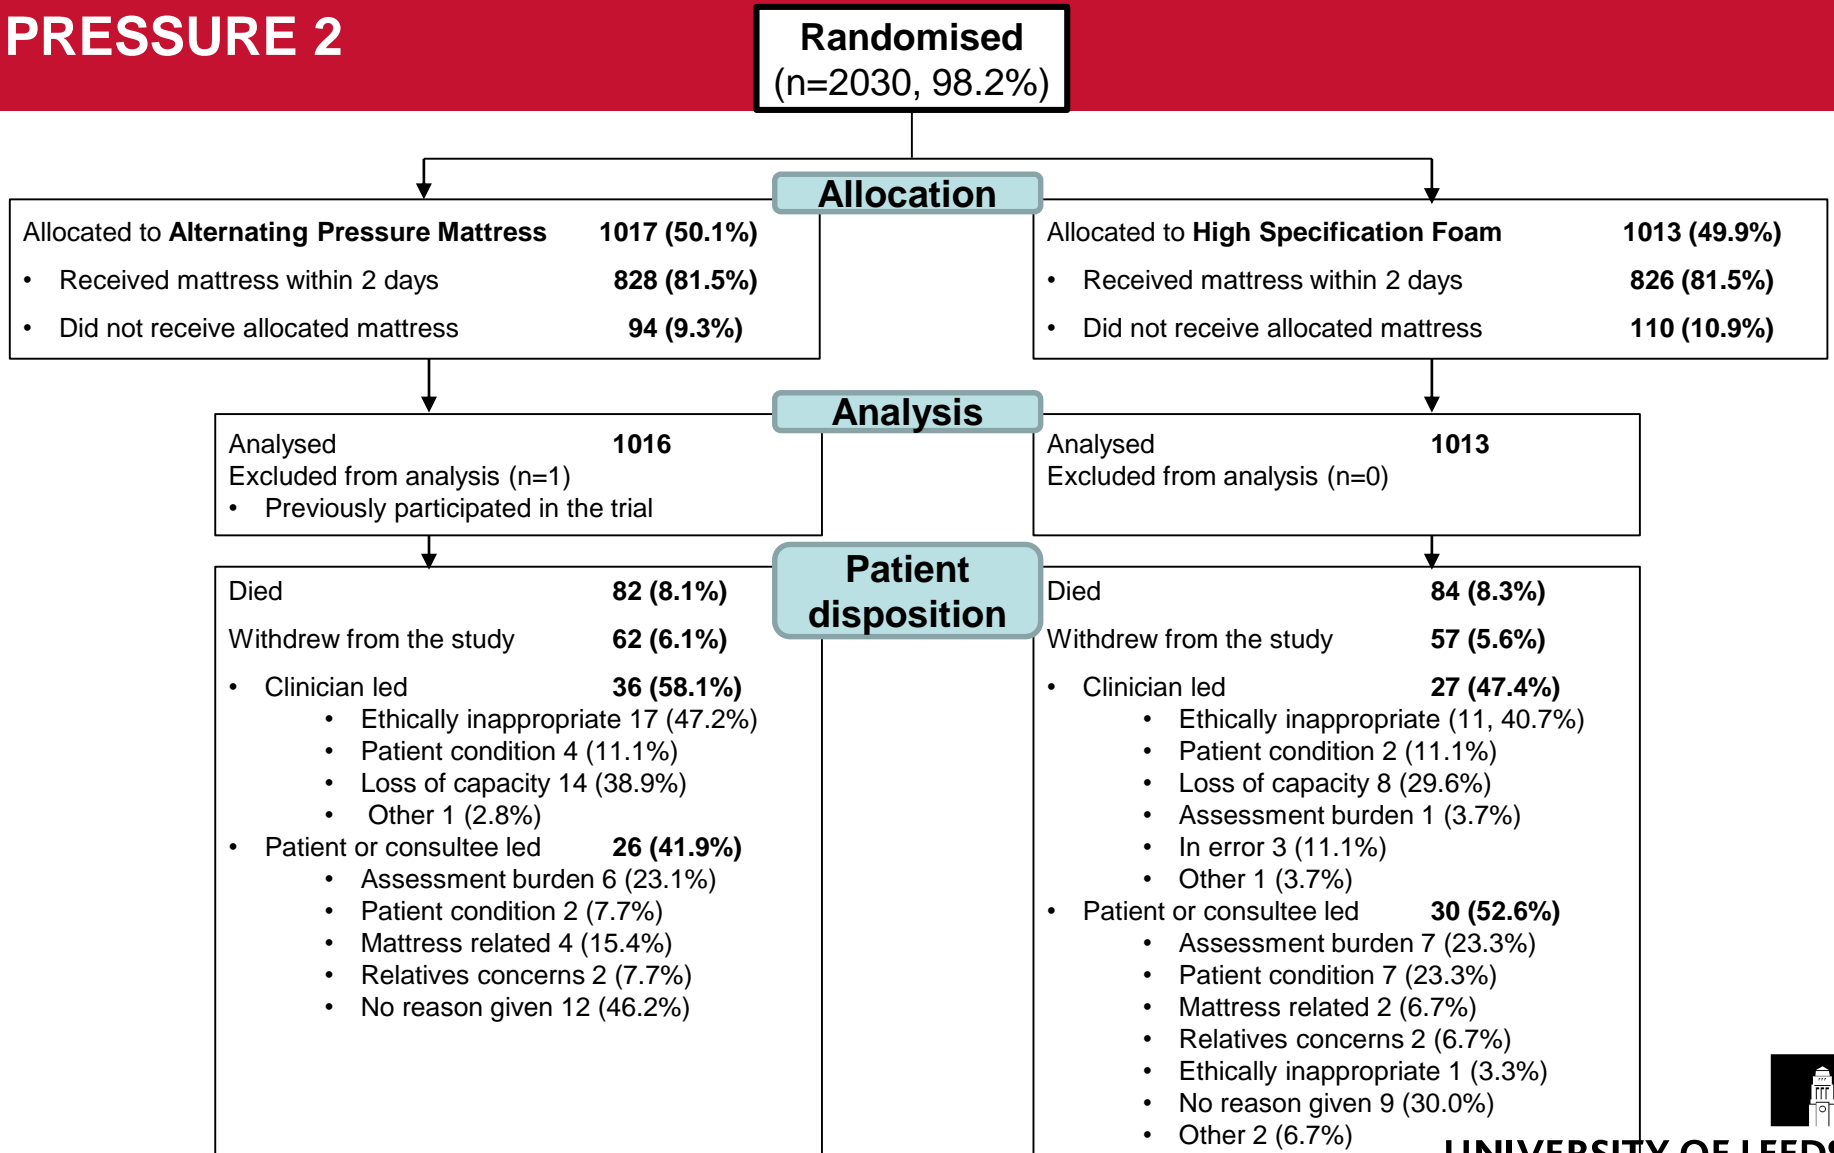 PRESSURE 2
Randomised
(n=2030, 98.2%)
Allocation
Allocated to Alternating Pressure Mattress 1017 (50.1%)
• Received mattress within 2 days 828 (81.5%)
• Did not receive allocated mattress 94 (9.3%)
Allocated to High Specification Foam 1013 (49.9%)
• Received mattress within 2 days 826 (81.5%)
• Did not receive allocated mattress 110 (10.9%)
Analysis
Analysed 1016
Excluded from analysis (n=1)
• Previously participated in the trial
Analysed 1013
Excluded from analysis (n=0)
Patient
disposition
Died 82 (8.1%)
Withdrew from the study 62 (6.1%)
• Clinician led 36 (58.1%)
• Ethically inappropriate 17 (47.2%)
• Patient condition 4 (11.1%)
• Loss of capacity 14 (38.9%)
• Other 1 (2.8%)
• Patient or consultee led 26 (41.9%)
• Assessment burden 6 (23.1%)
• Patient condition 2 (7.7%)
• Mattress related 4 (15.4%)
• Relatives concerns 2 (7.7%)
• No reason given 12 (46.2%)
Died 84 (8.3%)
Withdrew from the study 57 (5.6%)
• Clinician led 27 (47.4%)
• Ethically inappropriate (11, 40.7%)
• Patient condition 2 (11.1%)
• Loss of capacity 8 (29.6%)
• Assessment burden 1 (3.7%)
• In error 3 (11.1%)
• Other 1 (3.7%)
• Patient or consultee led 30 (52.6%)
• Assessment burden 7 (23.3%)
• Patient condition 7 (23.3%)
• Mattress related 2 (6.7%)
• Relatives concerns 2 (6.7%)
• Ethically inappropriate 1 (3.3%)
• No reason given 9 (30.0%)
• Other 2 (6.7%)
UNIVERSITY OF LEEDS